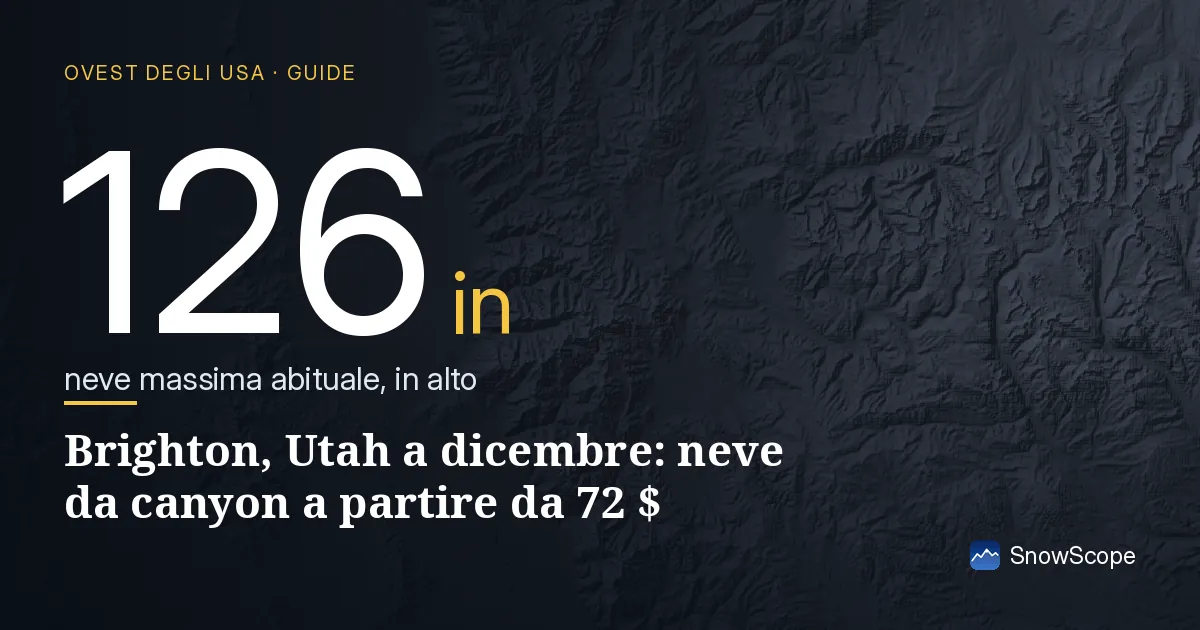 OVEST DEGLI USA · GUIDE
126 in
neve massima abituale, in alto
Brighton, Utah a dicembre: neve
da canyon a partire da 72 $
SnowScope